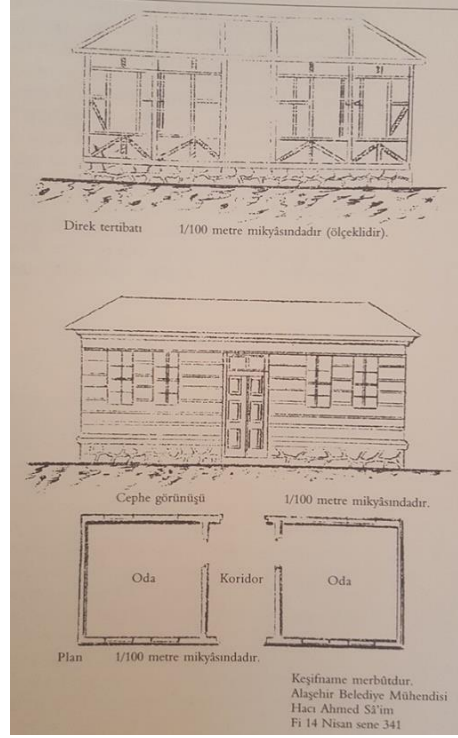 Direk tertibatı 1/100 metre mikyâsındadır (ölçeklidir).
Cephe görünüşü 1/100 metre mikyâsındadır.
Oda Koridor Oda
Plan 1/100 metre mikyâsındadır.
Keşifname merbûtdur.
Alaşehir Belediye Mühendisi
Hacı Ahmed Sâ'im
Fi 14 Nisan sene 341